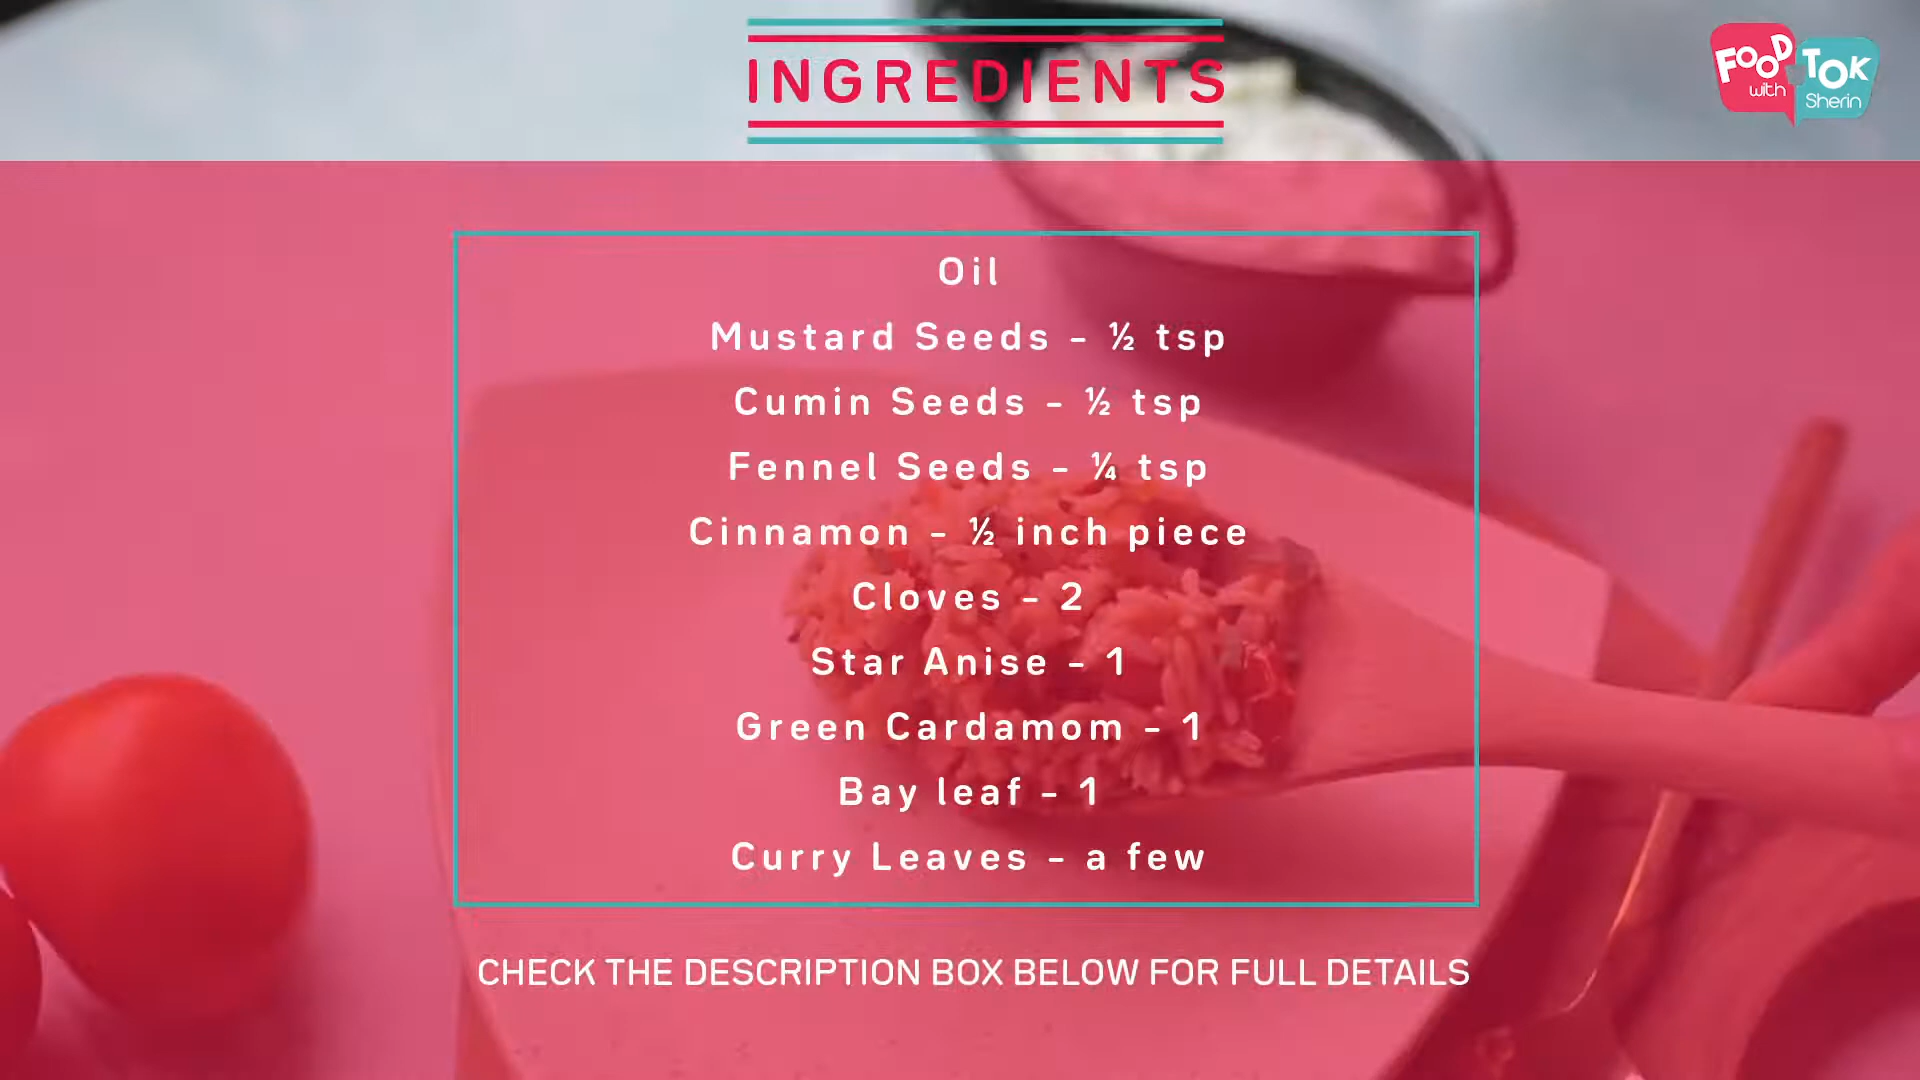 INGREDIENTS
FOOD TOK
with Sherin
Oil
Mustard Seeds - ½ tsp
Cumin Seeds - ½ tsp
Fennel Seeds - ¼ tsp
Cinnamon - ½ inch piece
Cloves - 2
Star Anise - 1
Green Cardamom - 1
Bay leaf - 1
Curry Leaves - a few
CHECK THE DESCRIPTION BOX BELOW FOR FULL DETAILS